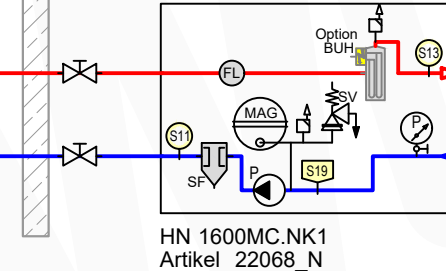 Option
BUH
S13
FL
MAG
SV
S11
P
SF
P
S19
HN 1600MC.NK1
Artikel 22068_N